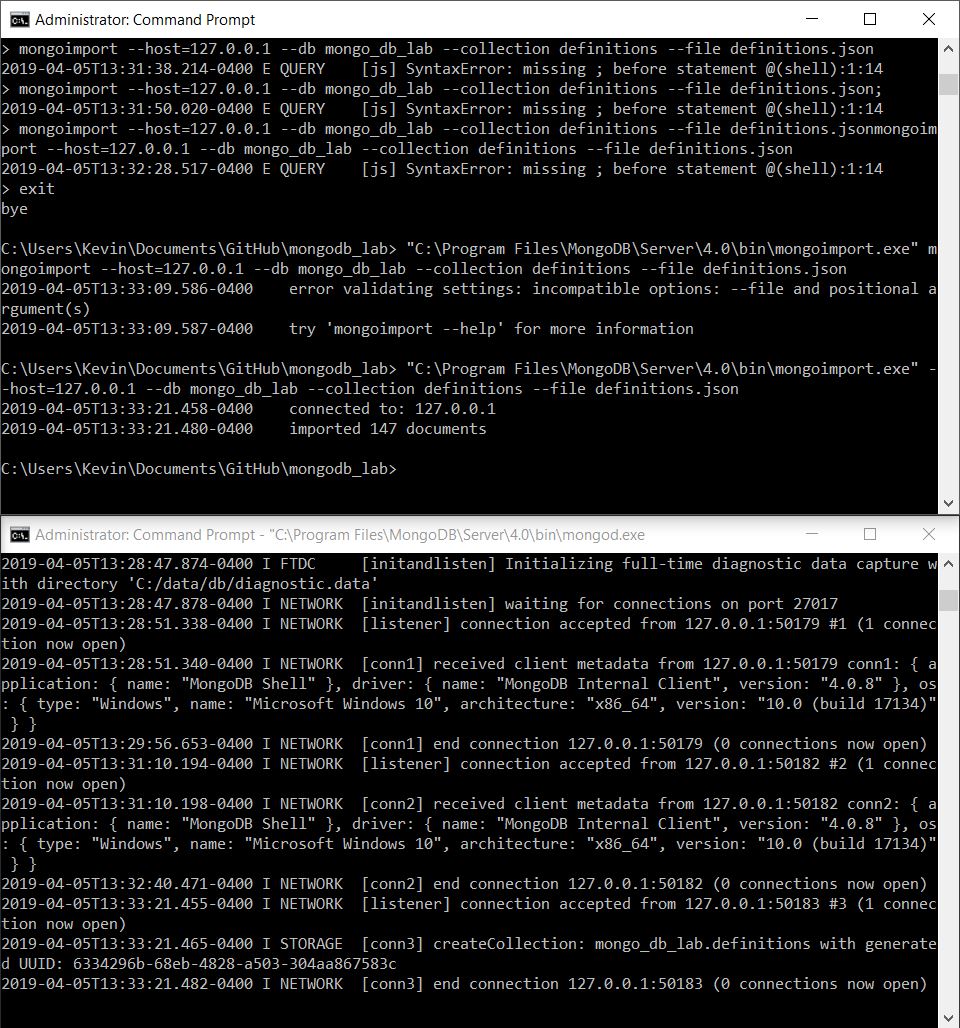 Administrator: Command Prompt
> mongoimport --host=127.0.0.1 --db mongo_db_lab --collection definitions --file definitions.json
2019-04-05T13:31:38.214-0400 E QUERY    [js] SyntaxError: missing ; before statement @(shell):1:14
> mongoimport --host=127.0.0.1 --db mongo_db_lab --collection definitions --file definitions.json;
2019-04-05T13:31:50.020-0400 E QUERY    [js] SyntaxError: missing ; before statement @(shell):1:14
> mongoimport --host=127.0.0.1 --db mongo_db_lab --collection definitions --file definitions.jsonmongoim
port --host=127.0.0.1 --db mongo_db_lab --collection definitions --file definitions.json
2019-04-05T13:32:28.517-0400 E QUERY    [js] SyntaxError: missing ; before statement @(shell):1:14
> exit
bye
C:\Users\Kevin\Documents\GitHub\mongodb_lab> "C:\Program Files\MongoDB\Server\4.0\bin\mongoimport.exe" m
ongoimport --host=127.0.0.1 --db mongo_db_lab --collection definitions --file definitions.json
2019-04-05T13:33:09.586-0400    error validating settings: incompatible options: --file and positional a
rgument(s)
2019-04-05T13:33:09.587-0400    try 'mongoimport --help' for more information
C:\Users\Kevin\Documents\GitHub\mongodb_lab> "C:\Program Files\MongoDB\Server\4.0\bin\mongoimport.exe" -
-host=127.0.0.1 --db mongo_db_lab --collection definitions --file definitions.json
2019-04-05T13:33:21.458-0400    connected to: 127.0.0.1
2019-04-05T13:33:21.480-0400    imported 147 documents
C:\Users\Kevin\Documents\GitHub\mongodb_lab>
Administrator: Command Prompt - "C:\Program Files\MongoDB\Server\4.0\bin\mongod.exe
2019-04-05T13:28:47.874-0400 I FTDC     [initandlisten] Initializing full-time diagnostic data capture w
ith directory 'C:/data/db/diagnostic.data'
2019-04-05T13:28:47.878-0400 I NETWORK  [initandlisten] waiting for connections on port 27017
2019-04-05T13:28:51.338-0400 I NETWORK  [listener] connection accepted from 127.0.0.1:50179 #1 (1 connec
tion now open)
2019-04-05T13:28:51.340-0400 I NETWORK  [conn1] received client metadata from 127.0.0.1:50179 conn1: { a
pplication: { name: "MongoDB Shell" }, driver: { name: "MongoDB Internal Client", version: "4.0.8" }, os
: { type: "Windows", name: "Microsoft Windows 10", architecture: "x86_64", version: "10.0 (build 17134)"
 } }
2019-04-05T13:29:56.653-0400 I NETWORK  [conn1] end connection 127.0.0.1:50179 (0 connections now open)
2019-04-05T13:31:10.194-0400 I NETWORK  [listener] connection accepted from 127.0.0.1:50182 #2 (1 connec
tion now open)
2019-04-05T13:31:10.198-0400 I NETWORK  [conn2] received client metadata from 127.0.0.1:50182 conn2: { a
pplication: { name: "MongoDB Shell" }, driver: { name: "MongoDB Internal Client", version: "4.0.8" }, os
: { type: "Windows", name: "Microsoft Windows 10", architecture: "x86_64", version: "10.0 (build 17134)"
 } }
2019-04-05T13:32:40.471-0400 I NETWORK  [conn2] end connection 127.0.0.1:50182 (0 connections now open)
2019-04-05T13:33:21.455-0400 I NETWORK  [listener] connection accepted from 127.0.0.1:50183 #3 (1 connec
tion now open)
2019-04-05T13:33:21.465-0400 I STORAGE  [conn3] createCollection: mongo_db_lab.definitions with generate
d UUID: 6334296b-68eb-4828-a503-304aa867583c
2019-04-05T13:33:21.482-0400 I NETWORK  [conn3] end connection 127.0.0.1:50183 (0 connections now open)